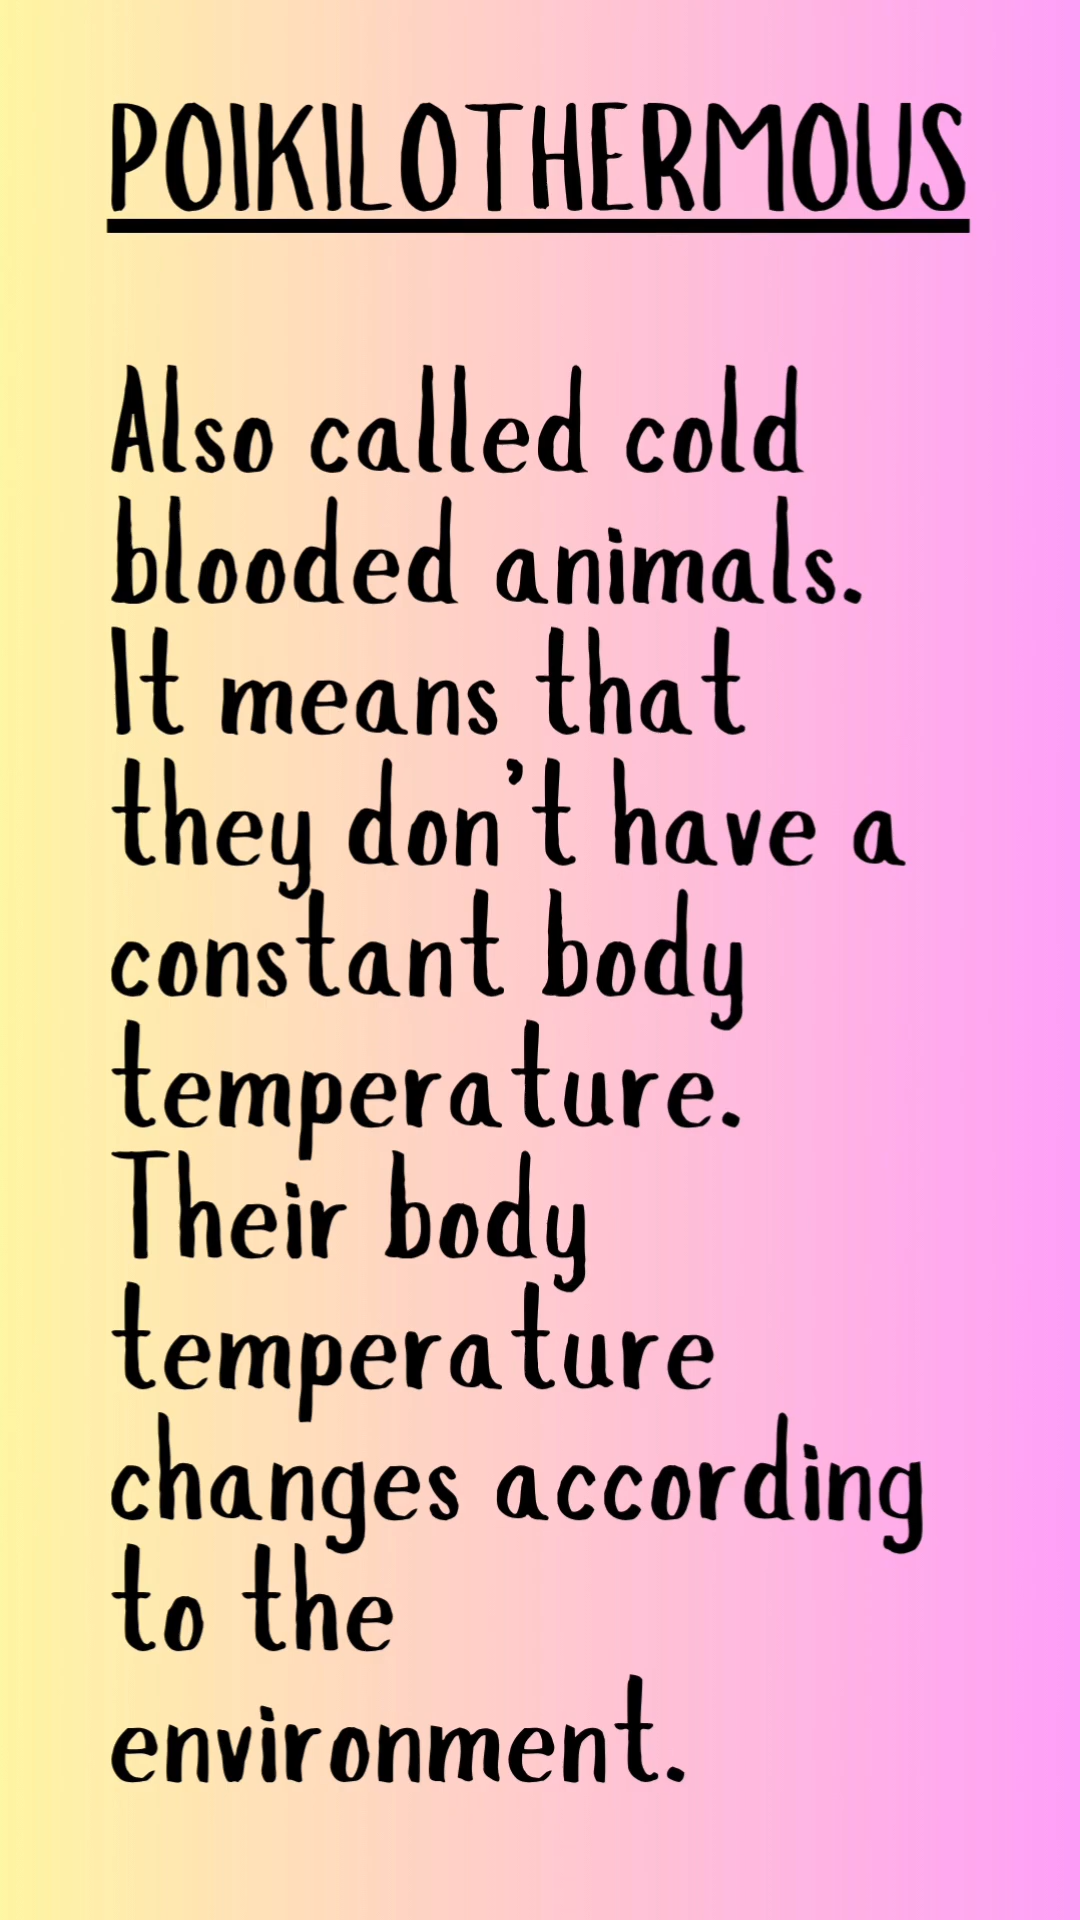 POIKILOTHERMOUS
Also called cold
blooded animals.
It means that
they don't have a
constant body
temperature.
Their body
temperature
changes according
to the
environment.